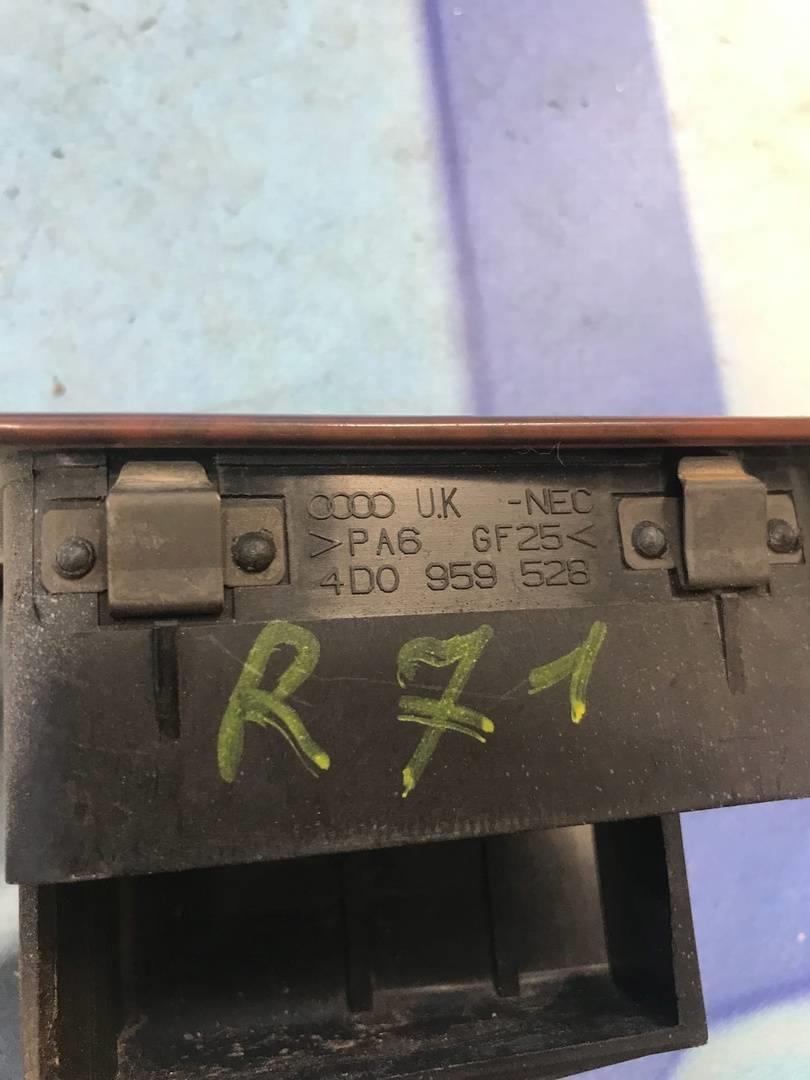 U.K -NEC
>PA6 GF25<
4D0 959 528
R71